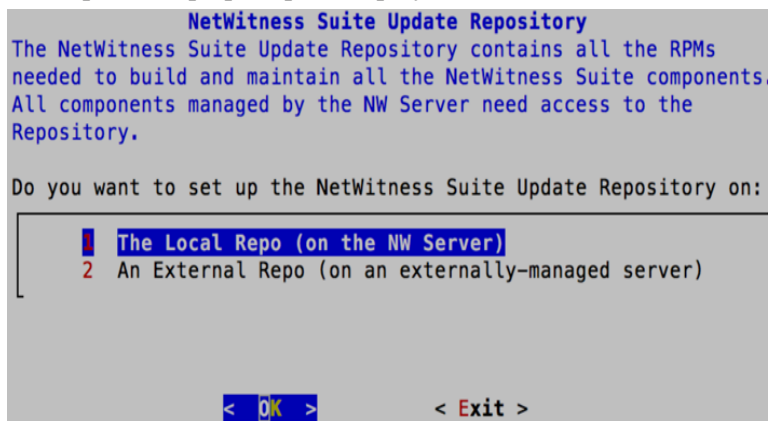 NetWitness Suite Update Repository
The NetWitness Suite Update Repository contains all the RPMs
needed to build and maintain all the NetWitness Suite components.
All components managed by the NW Server need access to the
Repository.
Do you want to set up the NetWitness Suite Update Repository on:
1 The Local Repo (on the NW Server)
2 An External Repo (on an externally-managed server)
< OK > < Exit >